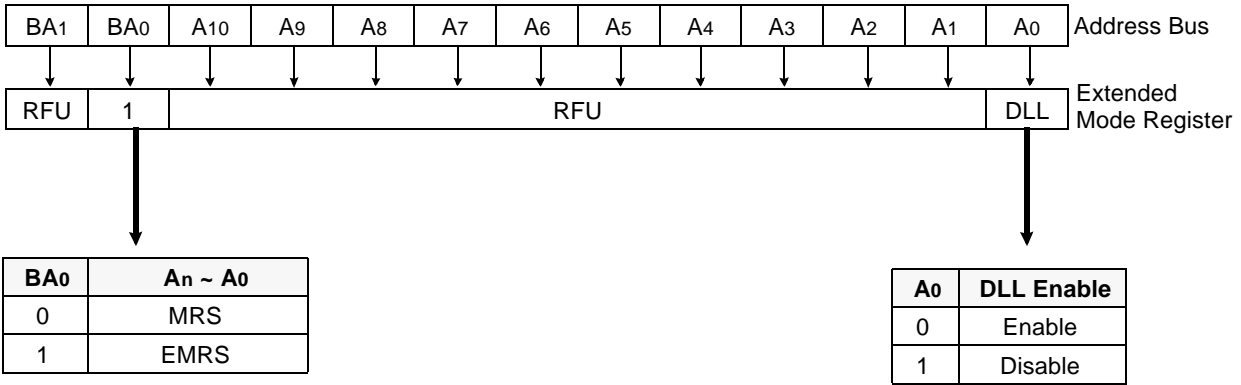 BA1 BA0 A10 A9 A8 A7 A6 A5 A4 A3 A2 A1 A0 Address Bus
RFU 1 RFU DLL Extended
Mode Register
BA0 An ~ A0
0 MRS
1 EMRS
A0 DLL Enable
0 Enable
1 Disable